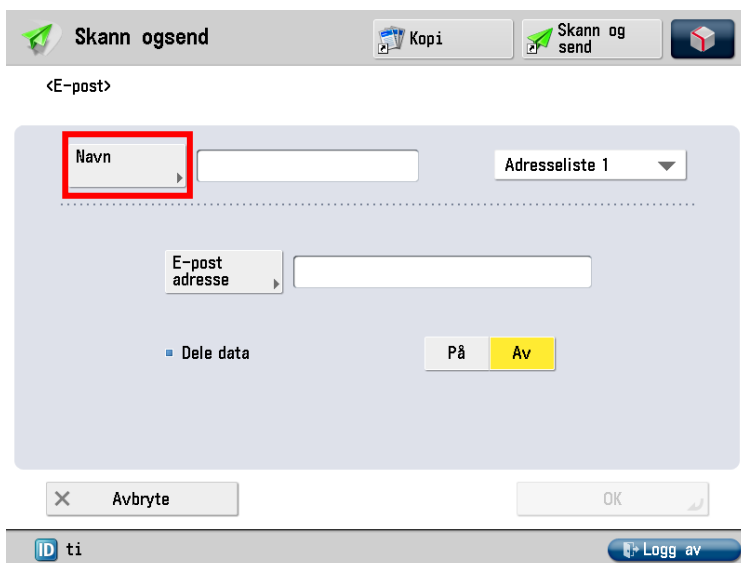 Skann ogsend
Kopi
Skann og
send
<E-post>
Navn
Adresseliste 1
E-post
adresse
Dele data
På
Av
Avbryte
OK
ID ti
Logg av